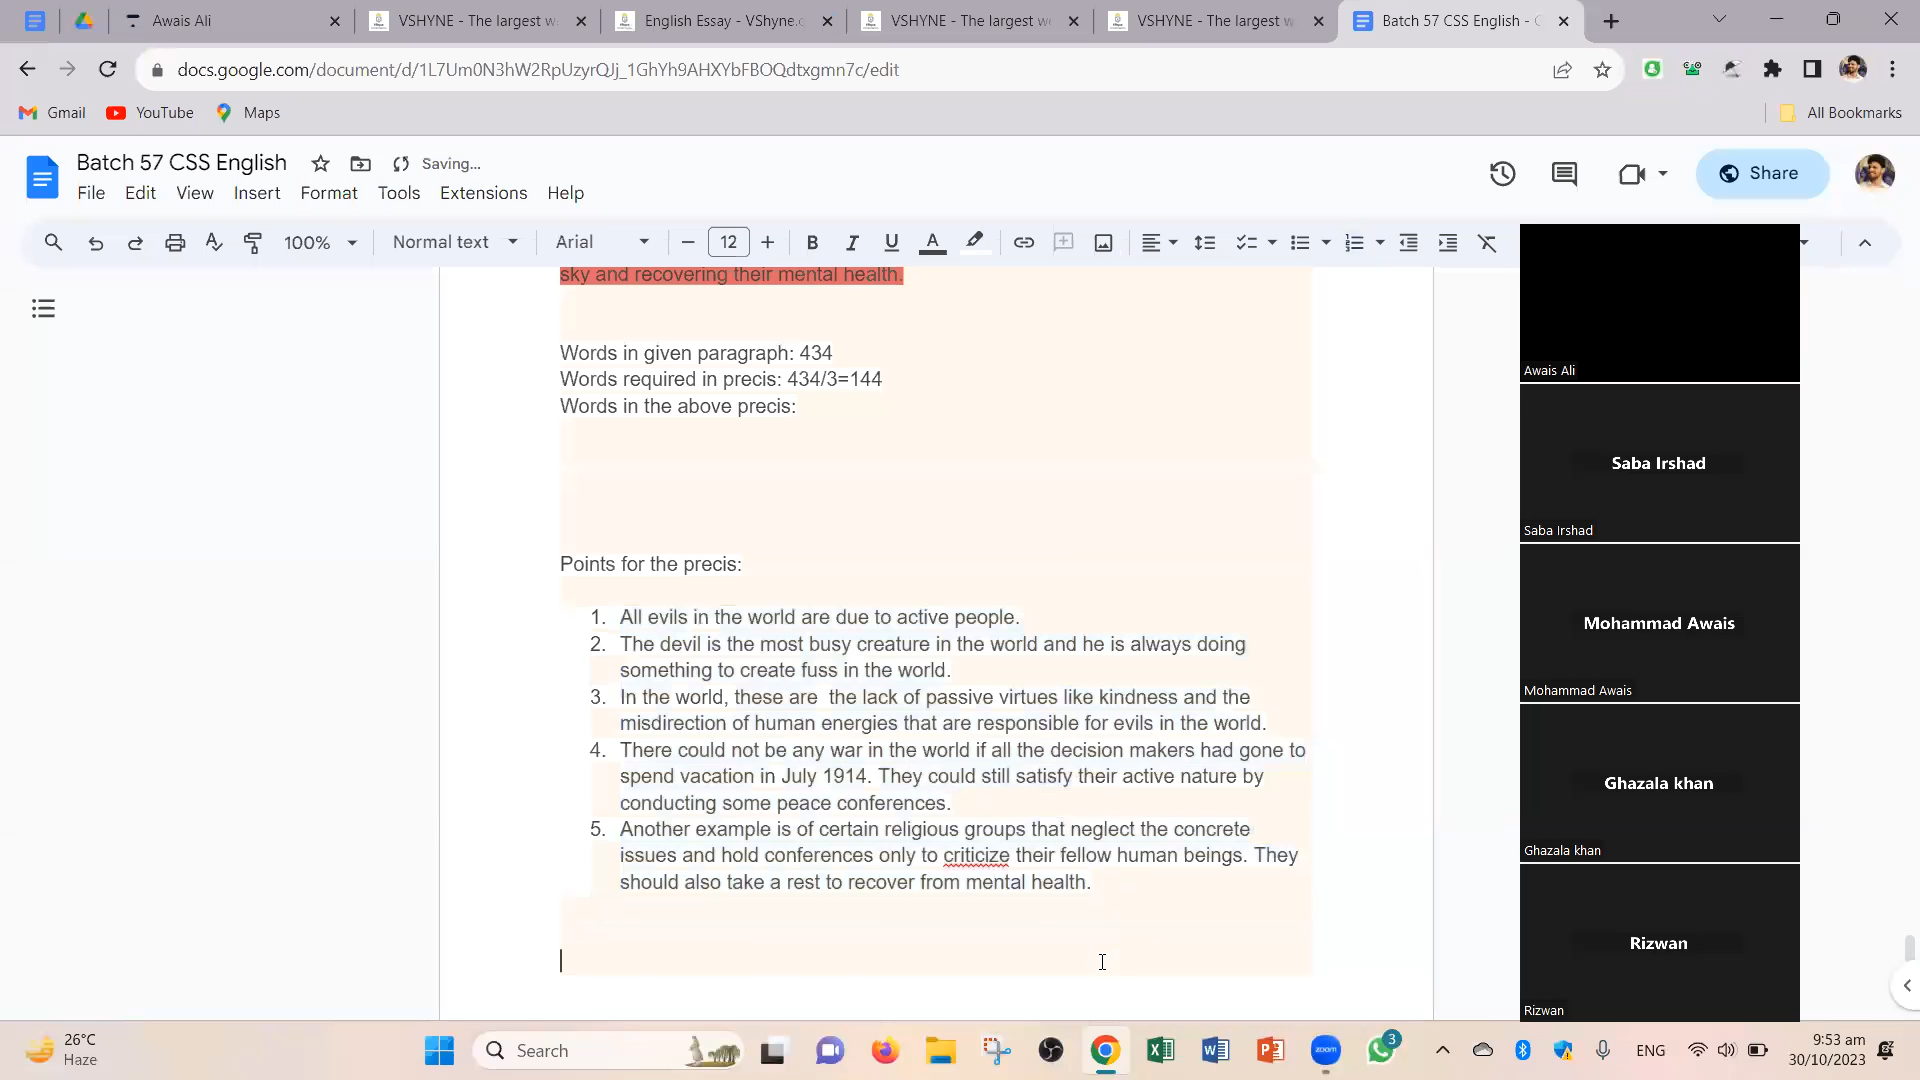 Awais Ali
VSHYNE - The largest w
English Essay - VShyne.c
VSHYNE - The largest w
VSHYNE - The largest w
Batch 57 CSS English - G
docs.google.com/document/d/1L7Um0N3hW2RpUzyrQJj_1GhYh9AHXYbFBOQdtxgmn7c/edit
Gmail
YouTube
Maps
All Bookmarks
Batch 57 CSS English
Saving...
File Edit View Insert Format Tools Extensions Help
Share
100%
Normal text
Arial
12
sky and recovering their mental health.
Words in given paragraph: 434
Words required in precis: 434/3=144
Words in the above precis:
Points for the precis:
1. All evils in the world are due to active people.
2. The devil is the most busy creature in the world and he is always doing
something to create fuss in the world.
3. In the world, these are  the lack of passive virtues like kindness and the
misdirection of human energies that are responsible for evils in the world.
4. There could not be any war in the world if all the decision makers had gone to
spend vacation in July 1914. They could still satisfy their active nature by
conducting some peace conferences.
5. Another example is of certain religious groups that neglect the concrete
issues and hold conferences only to criticize their fellow human beings. They
should also take a rest to recover from mental health.
Awais Ali
Saba Irshad
Saba Irshad
Mohammad Awais
Mohammad Awais
Ghazala khan
Ghazala khan
Rizwan
Rizwan
26°C
Haze
Search
zoom
3
ENG
9:53 am
30/10/2023